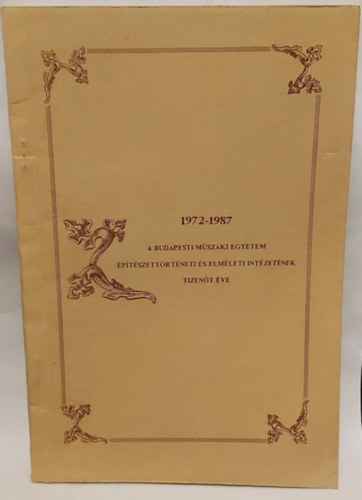 1972-1987
A BUDAPESTI MŰSZAKI EGYETEM
ÉPÍTÉSZETTÖRTÉNETI ÉS ELMÉLETI INTÉZETÉNEK
TIZENÖT ÉVE